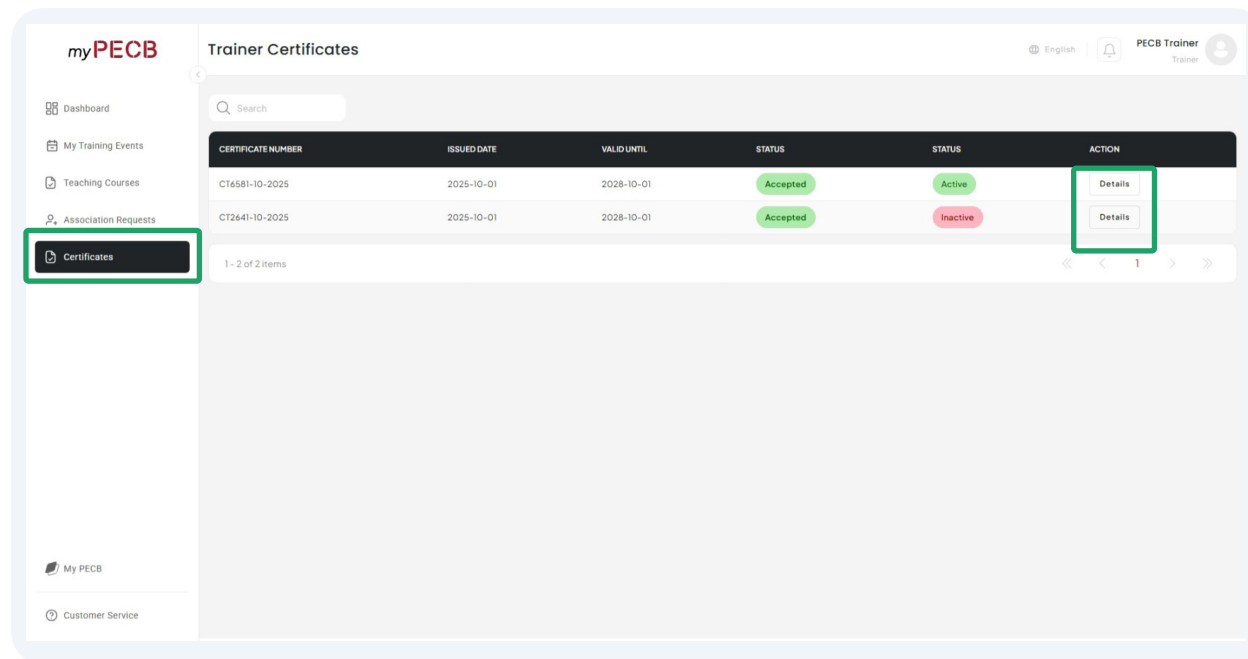 myPECB
Trainer Certificates
English
PECB Trainer
Trainer
Dashboard
My Training Events
Teaching Courses
Association Requests
Certificates
Search
CERTIFICATE NUMBER ISSUED DATE VALID UNTIL STATUS STATUS ACTION
CT6581-10-2025 2025-10-01 2028-10-01 Accepted Active Details
CT2641-10-2025 2025-10-01 2028-10-01 Accepted Inactive Details
1 - 2 of 2 items
« < 1 > »
My PECB
Customer Service